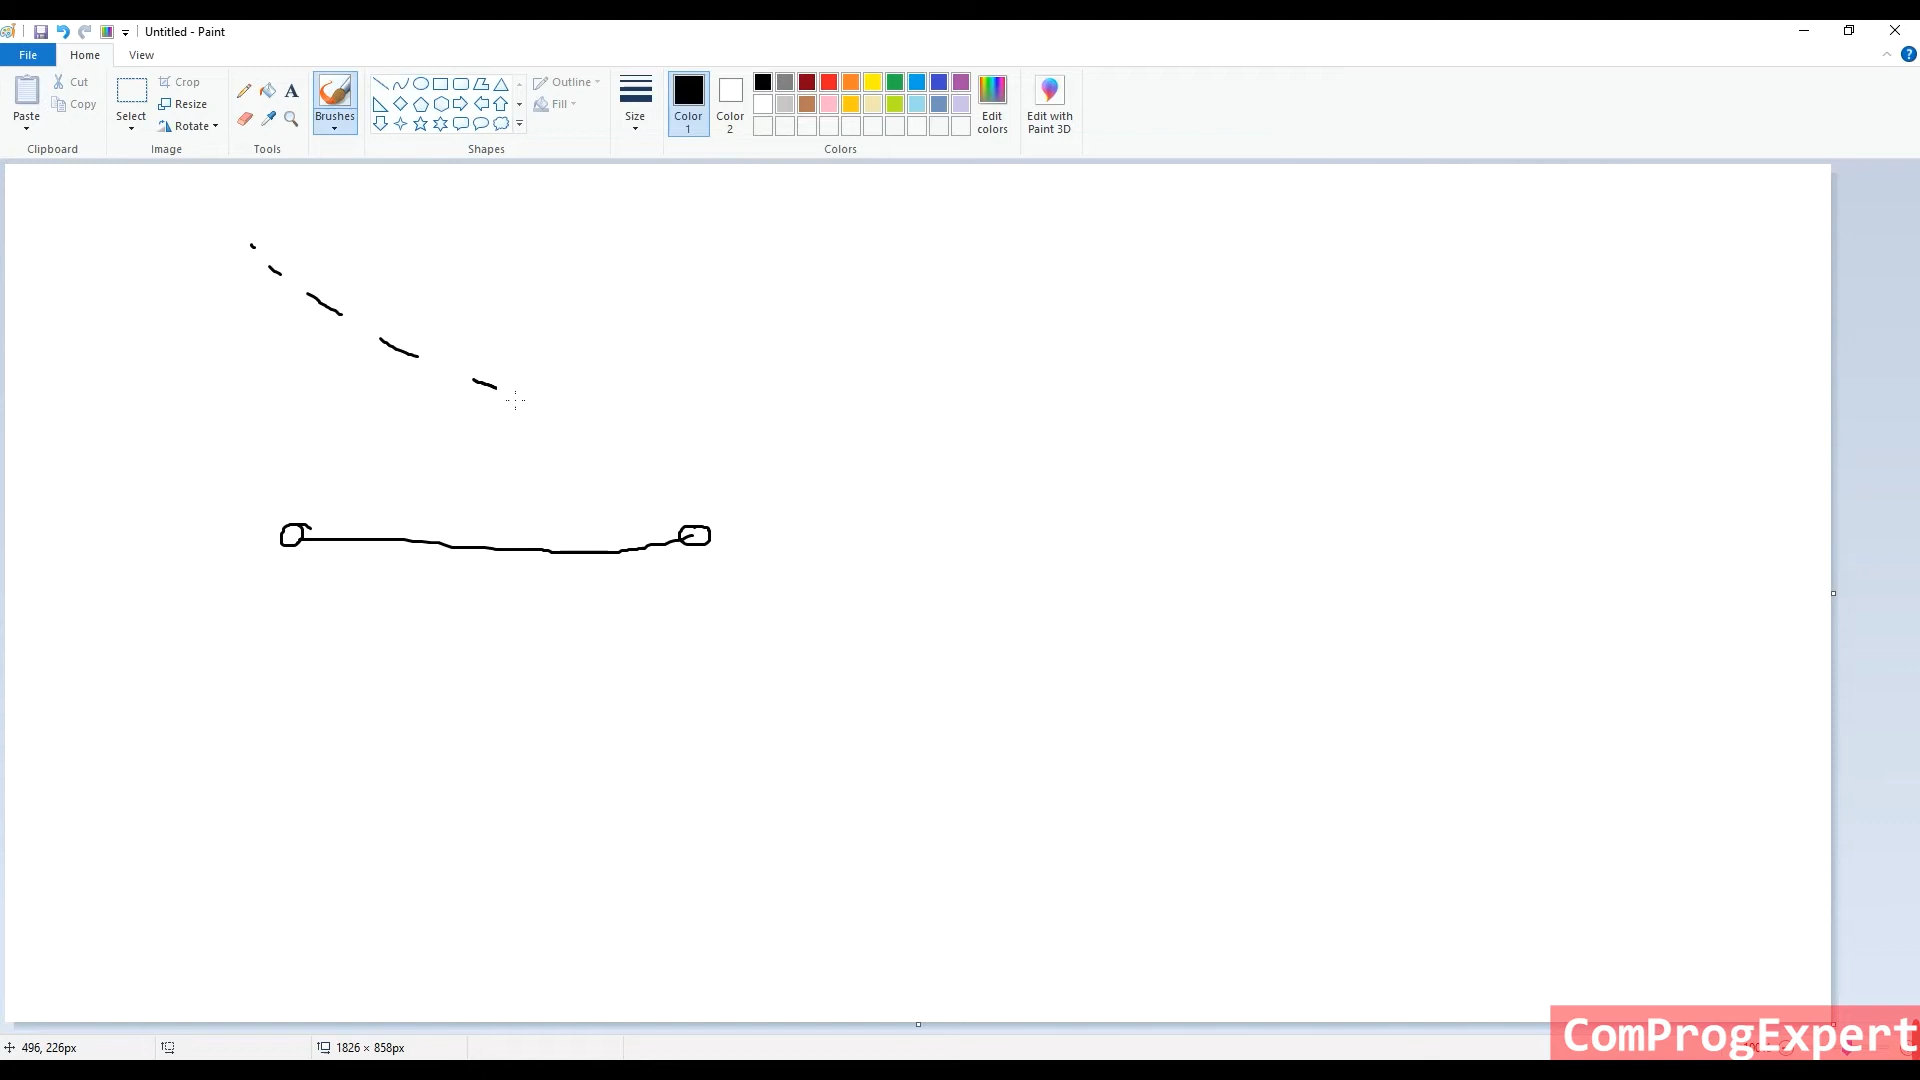 Untitled - Paint
File Home View
Cut
Copy
Paste
Clipboard
Select
Crop
Resize
Rotate
Image
Tools
Brushes
Outline
Fill
Shapes
Size
Color 1
Color 2
Edit colors
Colors
Edit with Paint 3D
496, 226px
1826 × 858px
ComProgExpert